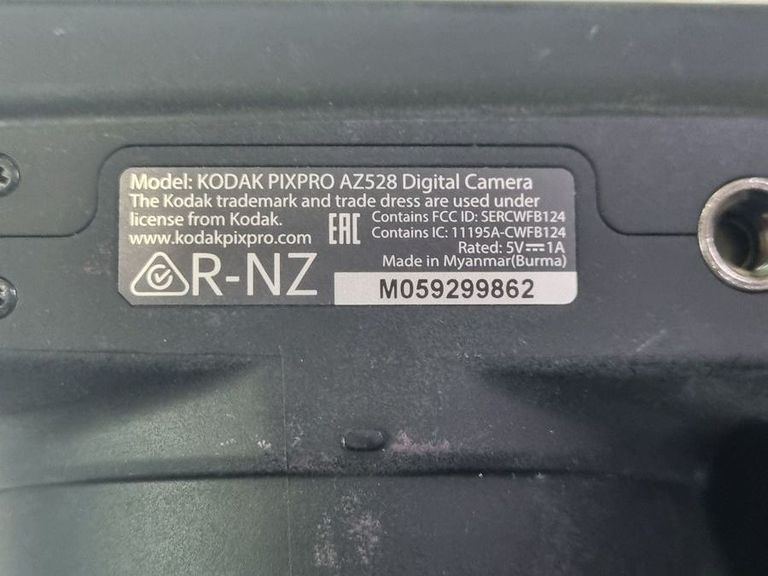 Model: KODAK PIXPRO AZ528 Digital Camera
The Kodak trademark and trade dress are used under
license from Kodak.
www.kodakpixpro.com
EAC
Contains FCC ID: SERCWFB124
Contains IC: 11195A-CWFB124
Rated: 5V⎓1A
Made in Myanmar(Burma)
R-NZ
M059299862